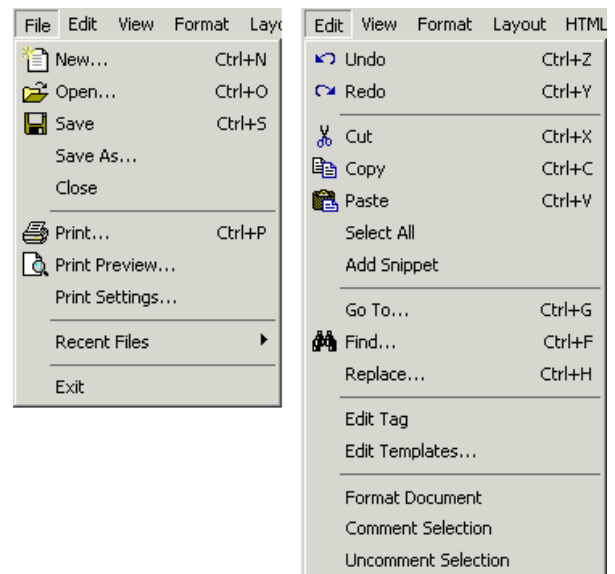 File Edit View Format Layo
New... Ctrl+N
Open... Ctrl+O
Save Ctrl+S
Save As...
Close
Print... Ctrl+P
Print Preview...
Print Settings...
Recent Files
Exit
Edit View Format Layout HTML
Undo Ctrl+Z
Redo Ctrl+Y
Cut Ctrl+X
Copy Ctrl+C
Paste Ctrl+V
Select All
Add Snippet
Go To... Ctrl+G
Find... Ctrl+F
Replace... Ctrl+H
Edit Tag
Edit Templates...
Format Document
Comment Selection
Uncomment Selection